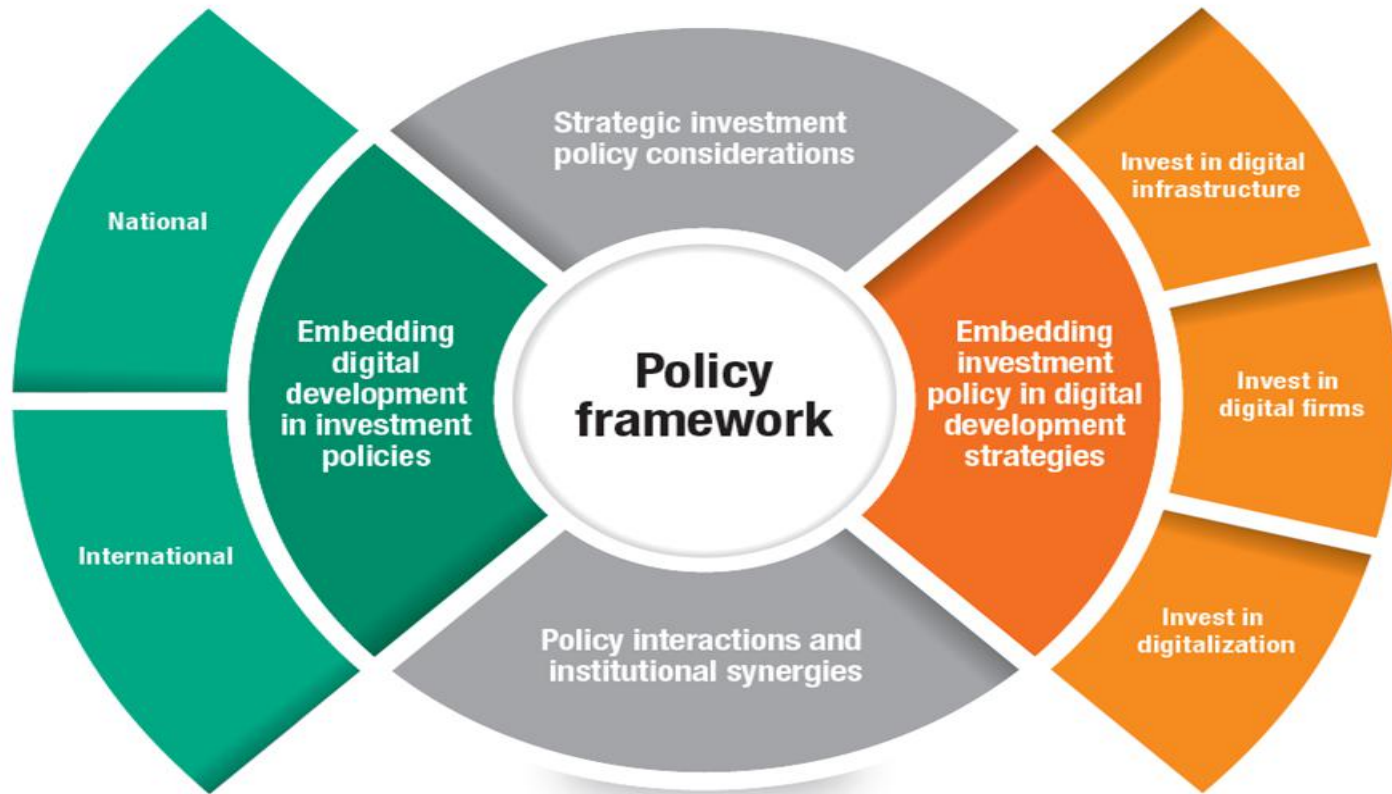 Strategic investment
policy considerations
National
International
Embedding
digital
development
in investment
policies
Policy
framework
Embedding
investment
policy in digital
development
strategies
Invest in digital
infrastructure
Invest in
digital firms
Invest in
digitalization
Policy interactions and
institutional synergies